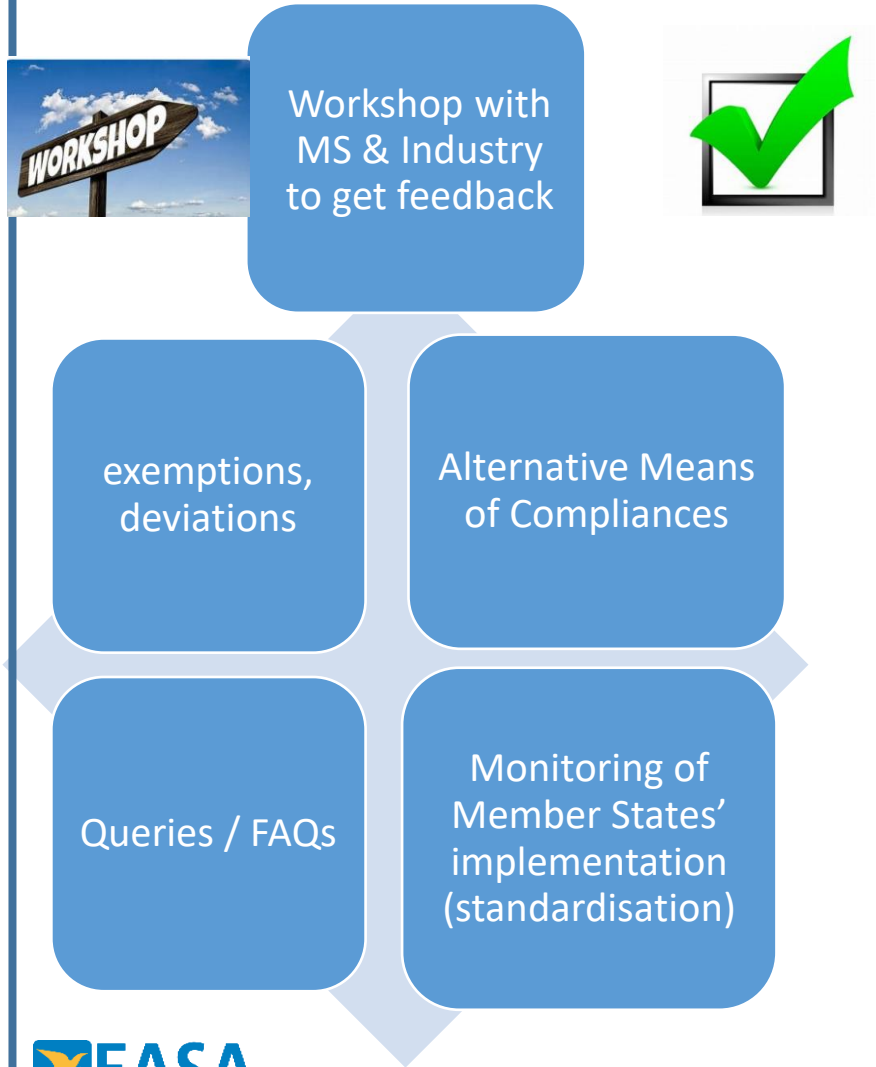 WORKSHOP
Workshop with
MS & Industry
to get feedback
exemptions,
deviations
Alternative Means
of Compliances
Queries / FAQs
Monitoring of
Member States’
implementation
(standardisation)
EASA